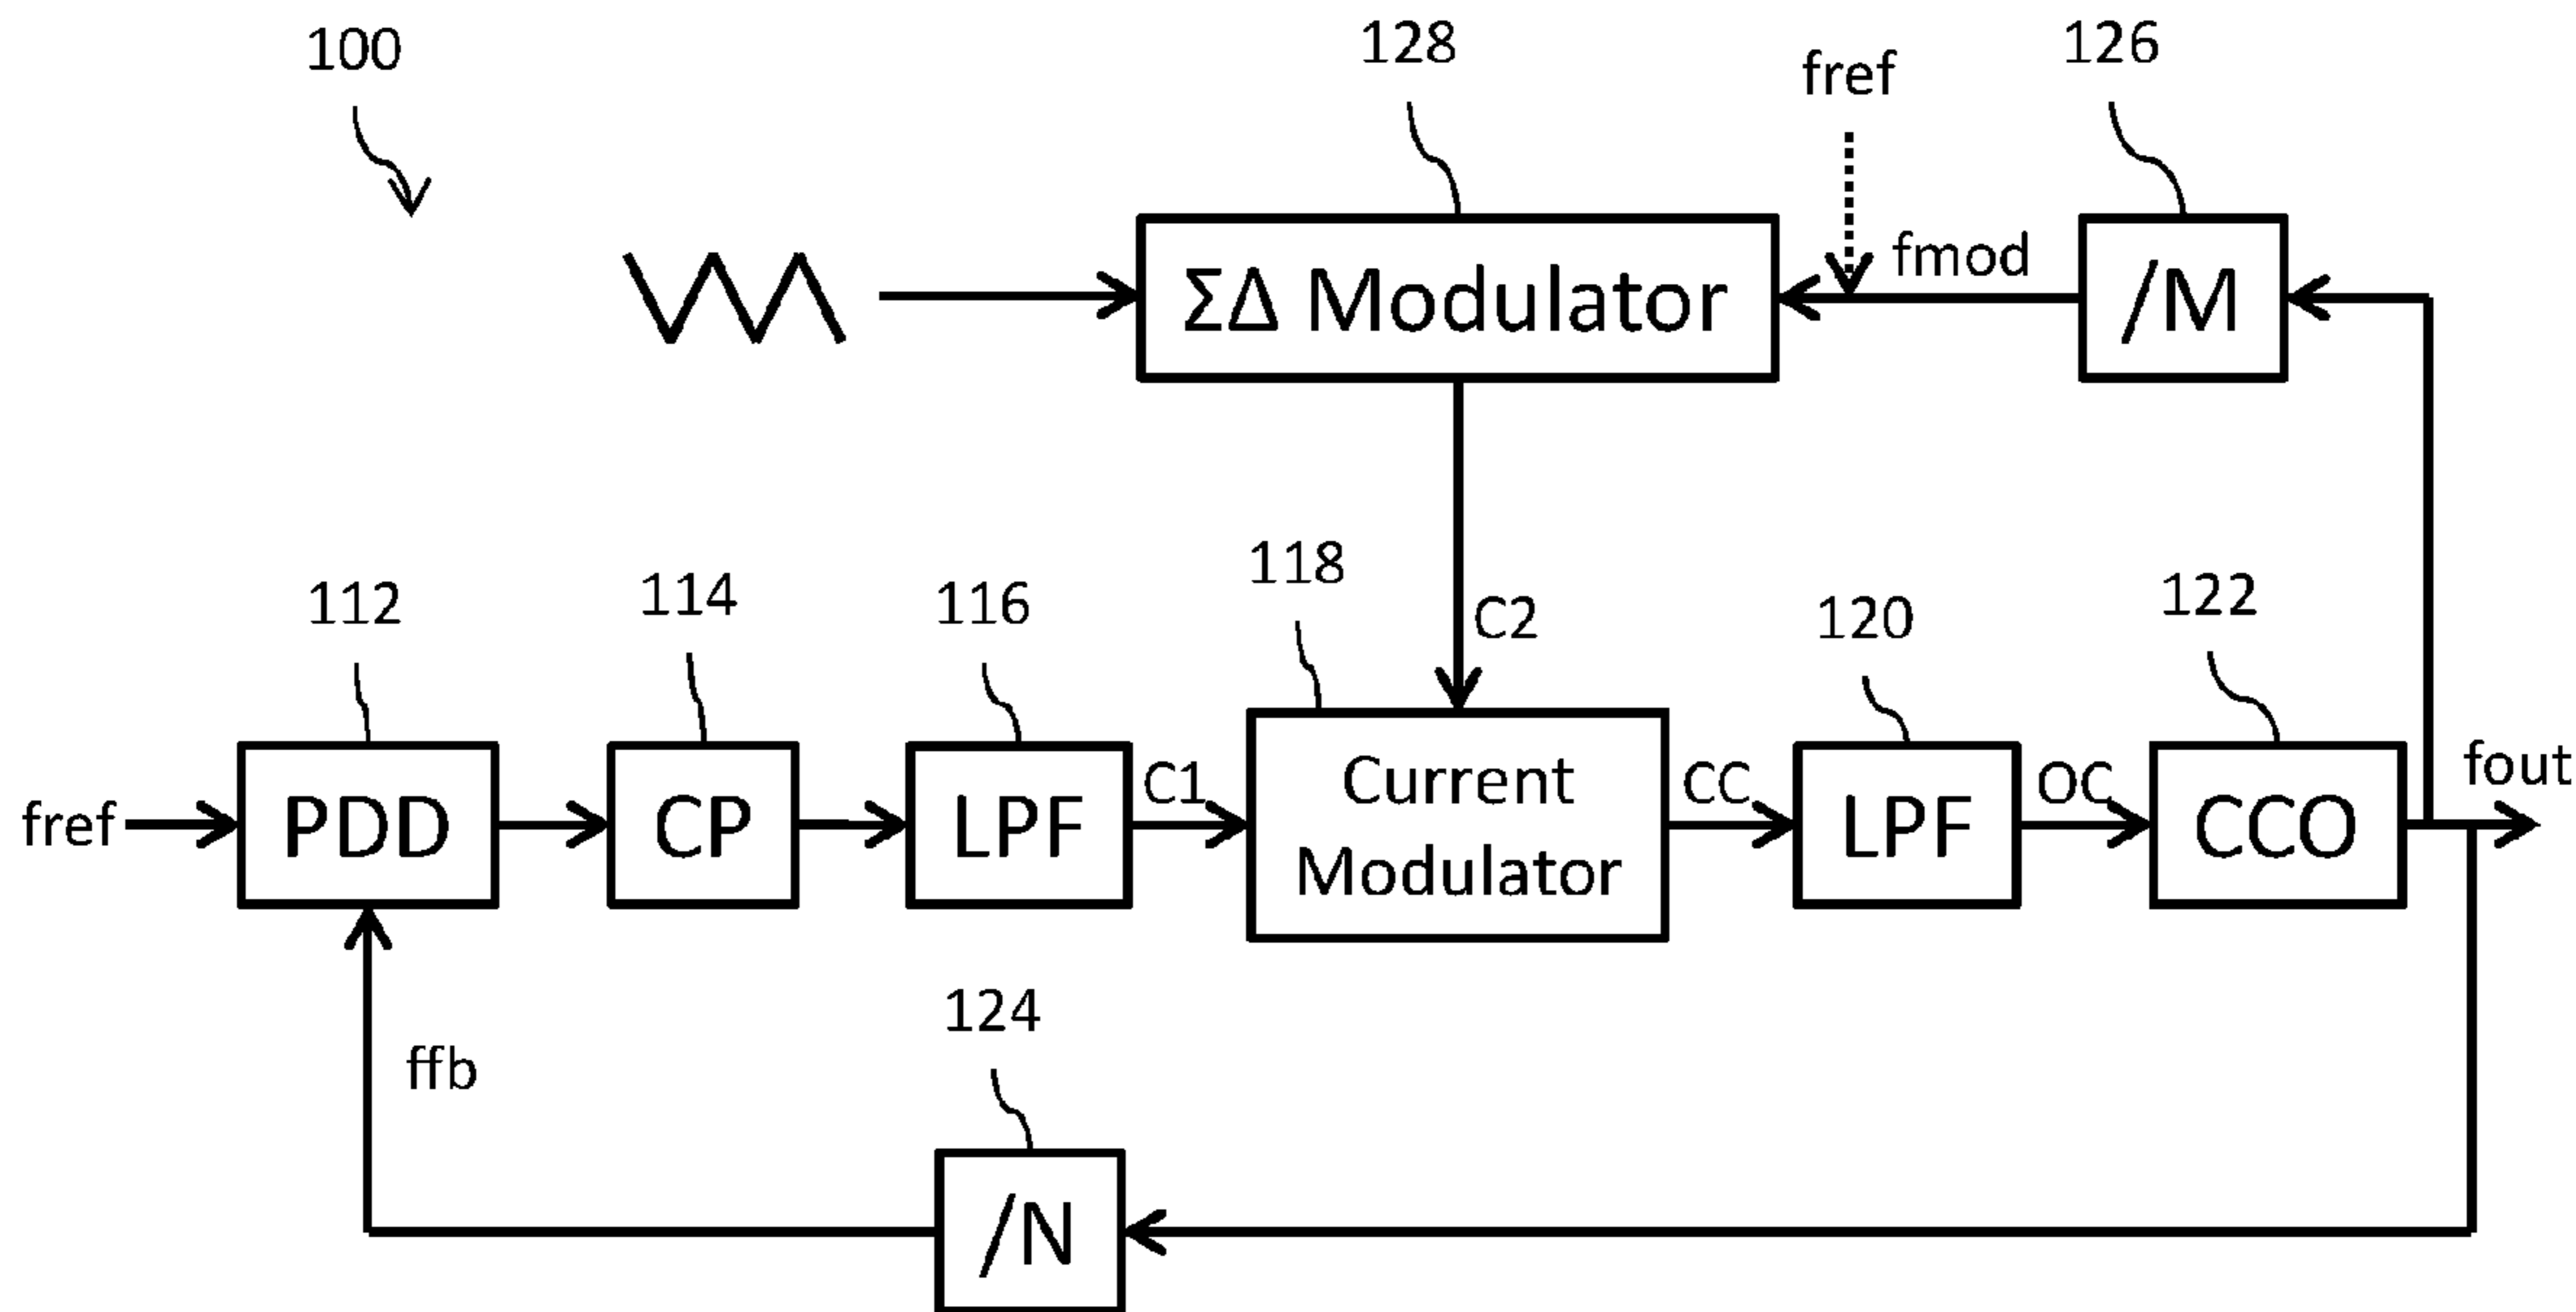 100
128
fref
126
ΣΔ Modulator
fmod
/M
112
114
116
118
C2
120
122
fref
PDD
CP
LPF
C1
Current
Modulator
CC
LPF
OC
CCO
fout
ffb
124
/N